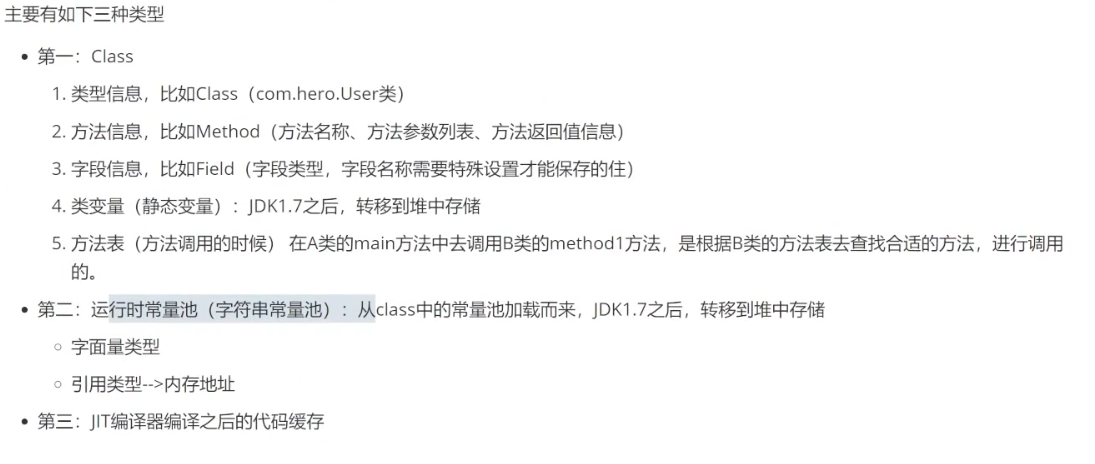 主要有如下三种类型
第一：Class
1. 类型信息，比如Class（com.hero.User类）
2. 方法信息，比如Method（方法名称、方法参数列表、方法返回值信息）
3. 字段信息，比如Field（字段类型，字段名称需要特殊设置才能保存的住）
4. 类变量（静态变量）：JDK1.7之后，转移到堆中存储
5. 方法表（方法调用的时候） 在A类的main方法中去调用B类的method1方法，是根据B类的方法表去查找合适的方法，进行调用
的。
第二：运行时常量池（字符串常量池）：从class中的常量池加载而来，JDK1.7之后，转移到堆中存储
字面量类型
引用类型-->内存地址
第三：JIT编译器编译之后的代码缓存